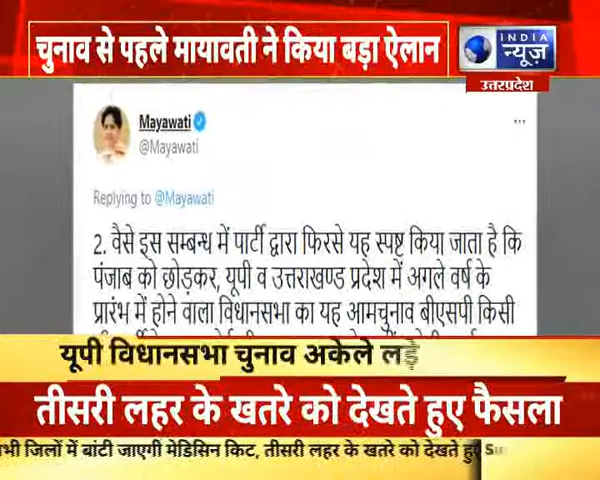 चुनाव से पहले मायावती ने किया बड़ा ऐलान
INDIA
न्यूज़
उत्तरप्रदेश
Mayawati
@Mayawati
Replying to @Mayawati
2. वैसे इस सम्बन्ध में पार्टी द्वारा फिरसे यह स्पष्ट किया जाता है कि
पंजाब को छोड़कर, यूपी व उत्तराखण्ड प्रदेश में अगले वर्ष के
प्रारंभ में होने वाला विधानसभा का यह आमचुनाव बीएसपी किसी
यूपी विधानसभा चुनाव अकेले लड़े
तीसरी लहर के खतरे को देखते हुए फैसला
भी जिलों में बांटी जाएगी मेडिसिन किट, तीसरी लहर के खतरे को देखते हुए